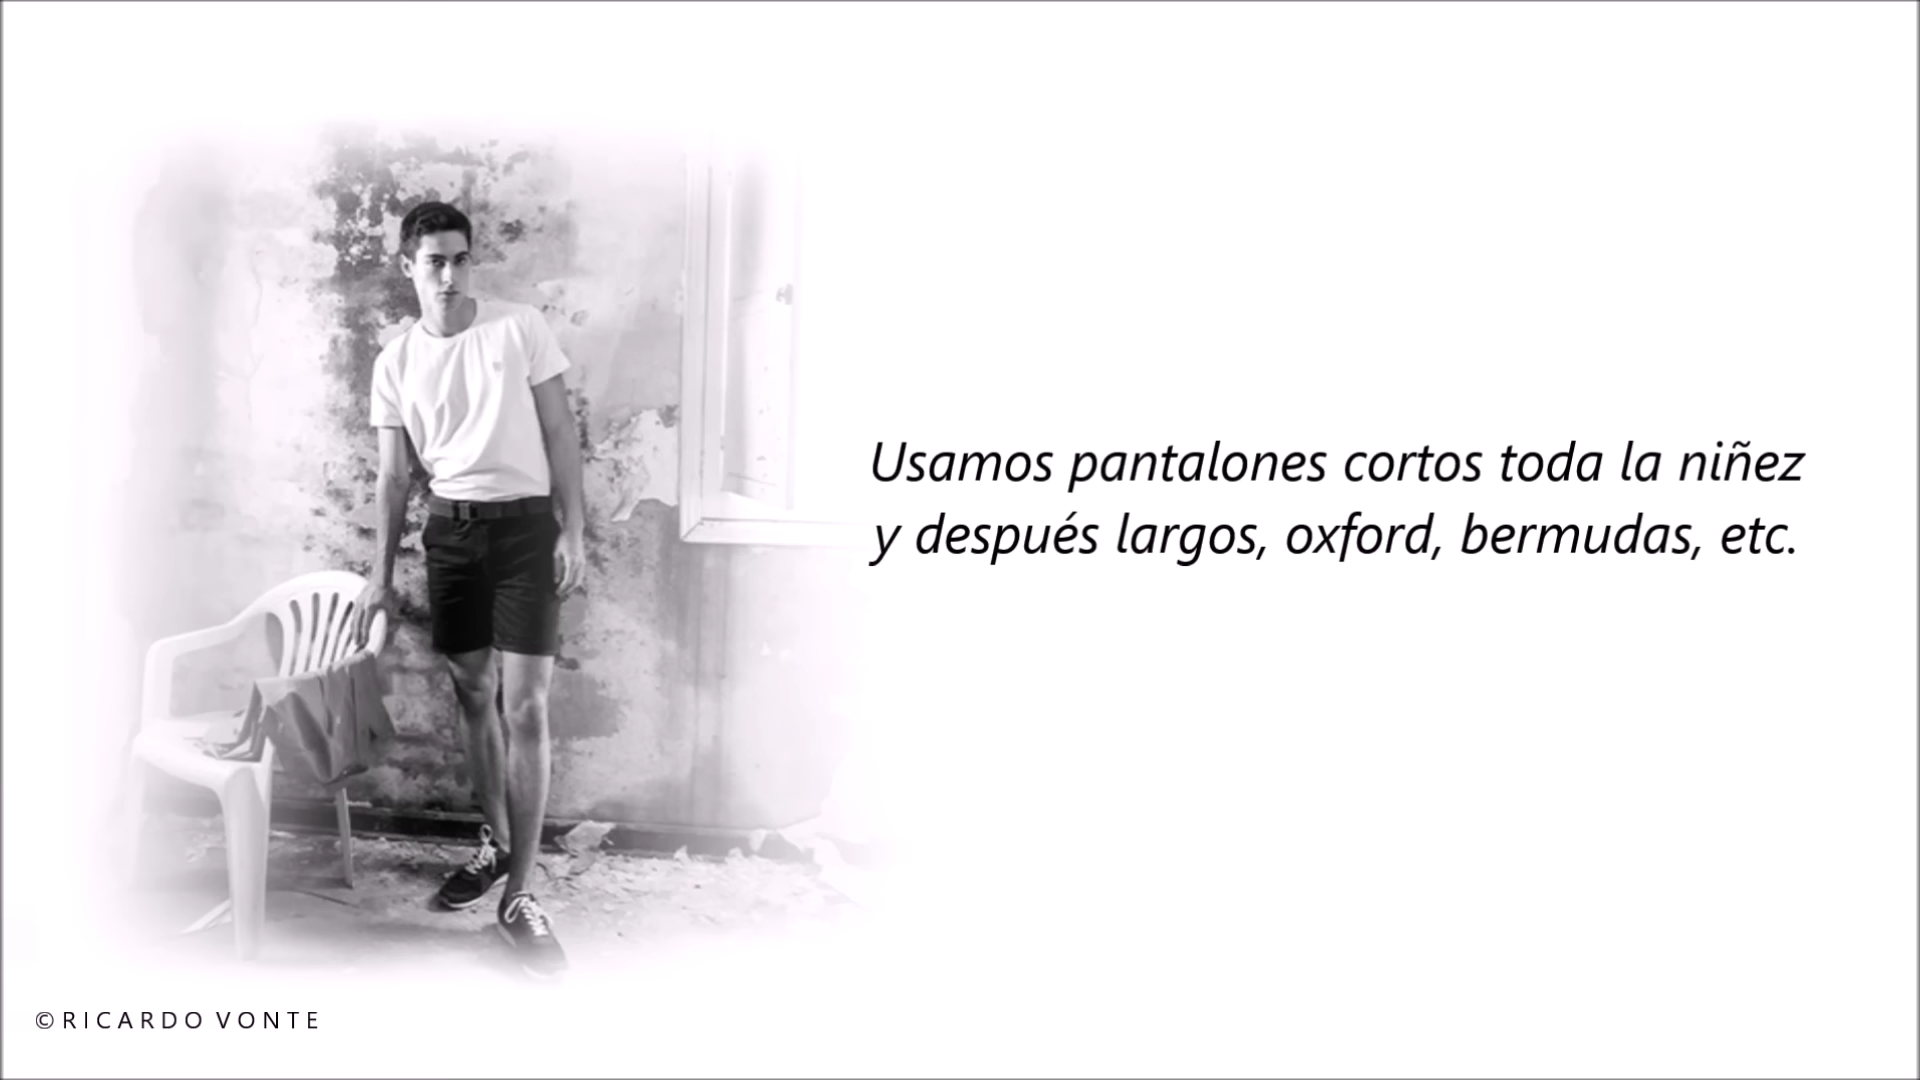 Usamos pantalones cortos toda la niñez
y después largos, oxford, bermudas, etc.
© RICARDO VONTE